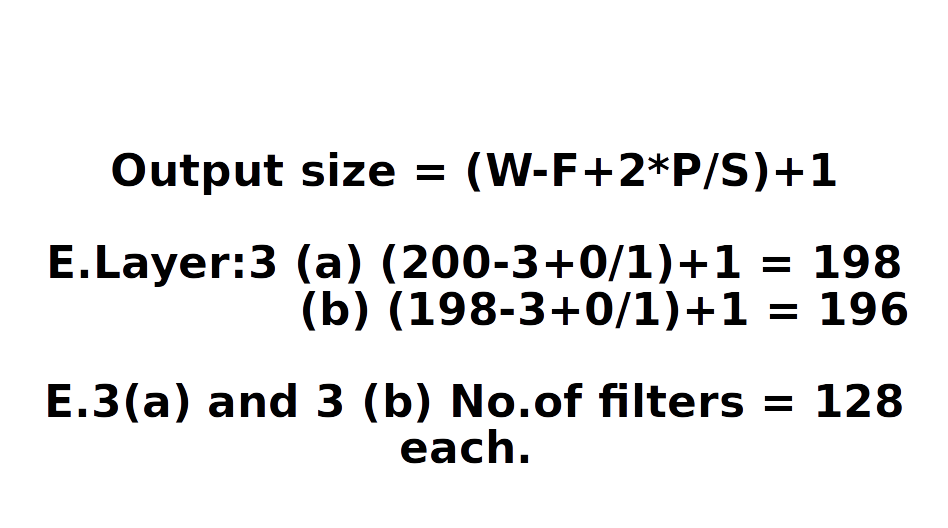 Output size = (W-F+2*P/S)+1
E.Layer:3 (a) (200-3+0/1)+1 = 198
(b) (198-3+0/1)+1 = 196
E.3(a) and 3 (b) No.of filters = 128
each.